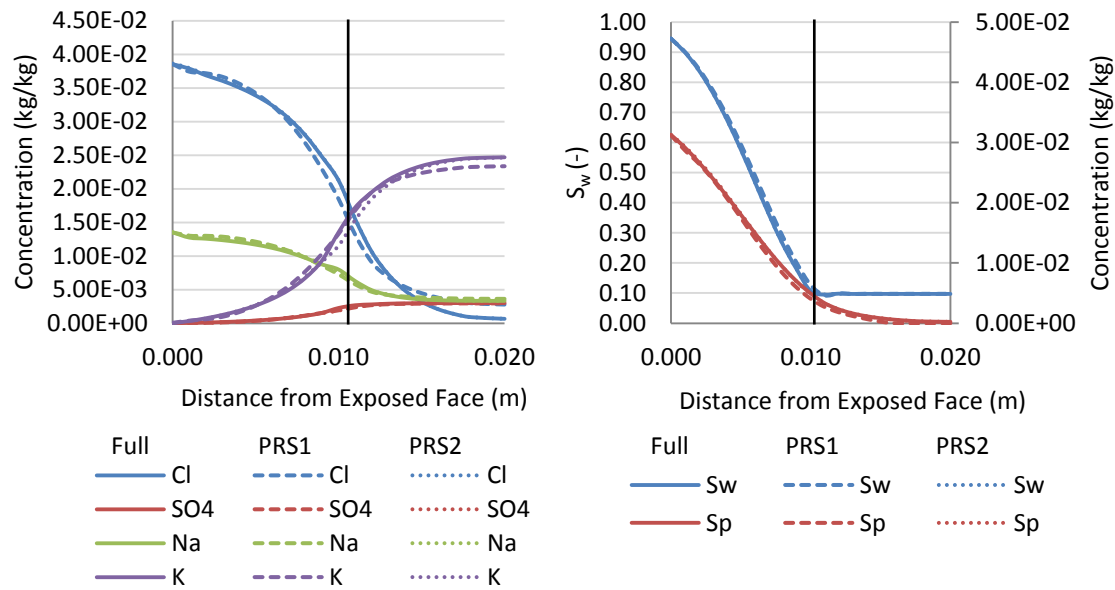 4.50E-02
4.00E-02
3.50E-02
3.00E-02
2.50E-02
2.00E-02
1.50E-02
1.00E-02
5.00E-03
0.00E+00
Concentration (kg/kg)
0.000 0.010 0.020
Distance from Exposed Face (m)
Full PRS1 PRS2
Cl Cl Cl
SO4 SO4 SO4
Na Na Na
K K K
1.00
0.90
0.80
0.70
0.60
0.50
0.40
0.30
0.20
0.10
0.00
Sw (-)
5.00E-02
4.00E-02
3.00E-02
2.00E-02
1.00E-02
0.00E+00
Concentration (kg/kg)
0.000 0.010 0.020
Distance from Exposed Face (m)
Full PRS1 PRS2
Sw Sw Sw
Sp Sp Sp